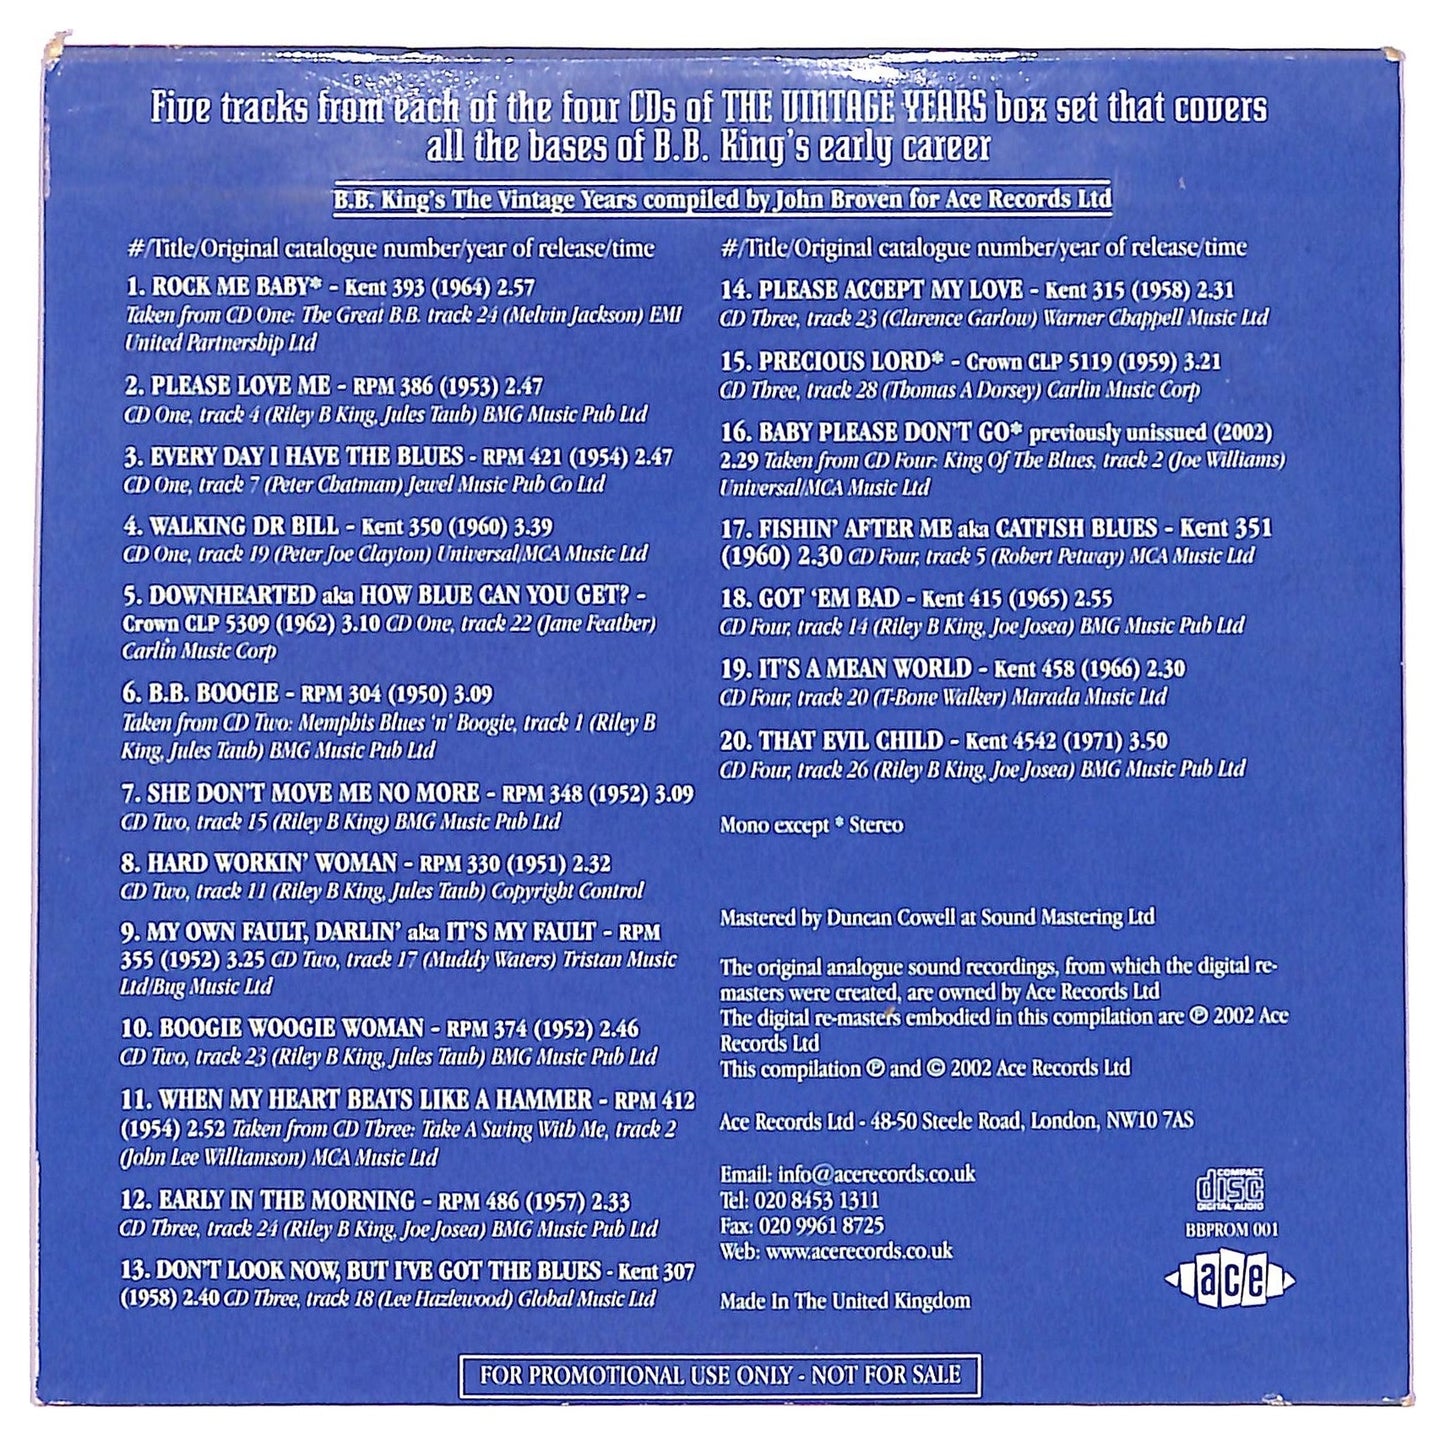 Five tracks from each of the four CDs of THE VINTAGE YEARS box set that covers
all the bases of B.B. King's early career
B.B. King's The Vintage Years compiled by John Broven for Ace Records Ltd
#/Title/Original catalogue number/year of release/time
1. ROCK ME BABY* - Kent 393 (1964) 2.57
Taken from CD One: The Great B.B. track 24 (Melvin Jackson) EMI
United Partnership Ltd
2. PLEASE LOVE ME - RPM 386 (1953) 2.47
CD One, track 4 (Riley B King, Jules Taub) BMG Music Pub Ltd
3. EVERY DAY I HAVE THE BLUES - RPM 421 (1954) 2.47
CD One, track 7 (Peter Chatman) Jewel Music Pub Co Ltd
4. WALKING DR BILL - Kent 350 (1960) 3.39
CD One, track 19 (Peter Joe Clayton) Universal/MCA Music Ltd
5. DOWNHEARTED aka HOW BLUE CAN YOU GET? -
Crown CLP 5309 (1962) 3.10 CD One, track 22 (Jane Feather)
Carlin Music Corp
6. B.B. BOOGIE - RPM 304 (1950) 3.09
Taken from CD Two: Memphis Blues 'n' Boogie, track 1 (Riley B
King, Jules Taub) BMG Music Pub Ltd
7. SHE DON'T MOVE ME NO MORE - RPM 348 (1952) 3.09
CD Two, track 15 (Riley B King) BMG Music Pub Ltd
8. HARD WORKIN' WOMAN - RPM 330 (1951) 2.32
CD Two, track 11 (Riley B King, Jules Taub) Copyright Control
9. MY OWN FAULT, DARLIN' aka IT'S MY FAULT - RPM
355 (1952) 3.25 CD Two, track 17 (Muddy Waters) Tristan Music
Ltd/Bug Music Ltd
10. BOOGIE WOOGIE WOMAN - RPM 374 (1952) 2.46
CD Two, track 23 (Riley B King, Jules Taub) BMG Music Pub Ltd
11. WHEN MY HEART BEATS LIKE A HAMMER - RPM 412
(1954) 2.52 Taken from CD Three: Take A Swing With Me, track 2
(John Lee Williamson) MCA Music Ltd
12. EARLY IN THE MORNING - RPM 486 (1957) 2.33
CD Three, track 24 (Riley B King, Joe Josea) BMG Music Pub Ltd
13. DON'T LOOK NOW, BUT I'VE GOT THE BLUES - Kent 307
(1958) 2.40 CD Three, track 18 (Lee Hazlewood) Global Music Ltd
#/Title/Original catalogue number/year of release/time
14. PLEASE ACCEPT MY LOVE - Kent 315 (1958) 2.31
CD Three, track 23 (Clarence Garlow) Warner Chappell Music Ltd
15. PRECIOUS LORD* - Crown CLP 5119 (1959) 3.21
CD Three, track 28 (Thomas A Dorsey) Carlin Music Corp
16. BABY PLEASE DON'T GO* previously unissued (2002)
2.29 Taken from CD Four: King Of The Blues, track 2 (Joe Williams)
Universal/MCA Music Ltd
17. FISHIN' AFTER ME aka CATFISH BLUES - Kent 351
(1960) 2.30 CD Four, track 5 (Robert Petway) MCA Music Ltd
18. GOT 'EM BAD - Kent 415 (1965) 2.55
CD Four, track 14 (Riley B King, Joe Josea) BMG Music Pub Ltd
19. IT'S A MEAN WORLD - Kent 458 (1966) 2.30
CD Four, track 20 (T-Bone Walker) Marada Music Ltd
20. THAT EVIL CHILD - Kent 4542 (1971) 3.50
CD Four, track 26 (Riley B King, Joe Josea) BMG Music Pub Ltd
Mono except * Stereo
Mastered by Duncan Cowell at Sound Mastering Ltd
The original analogue sound recordings, from which the digital re-
masters were created, are owned by Ace Records Ltd
The digital re-masters embodied in this compilation are ℗ 2002 Ace
Records Ltd
This compilation ℗ and © 2002 Ace Records Ltd
Ace Records Ltd - 48-50 Steele Road, London, NW10 7AS
Email: info@acerecords.co.uk
Tel: 020 8453 1311
Fax: 020 9961 8725
Web: www.acerecords.co.uk
Made In The United Kingdom
COMPACT
disc
DIGITAL AUDIO
BBPROM 001
ace
FOR PROMOTIONAL USE ONLY - NOT FOR SALE